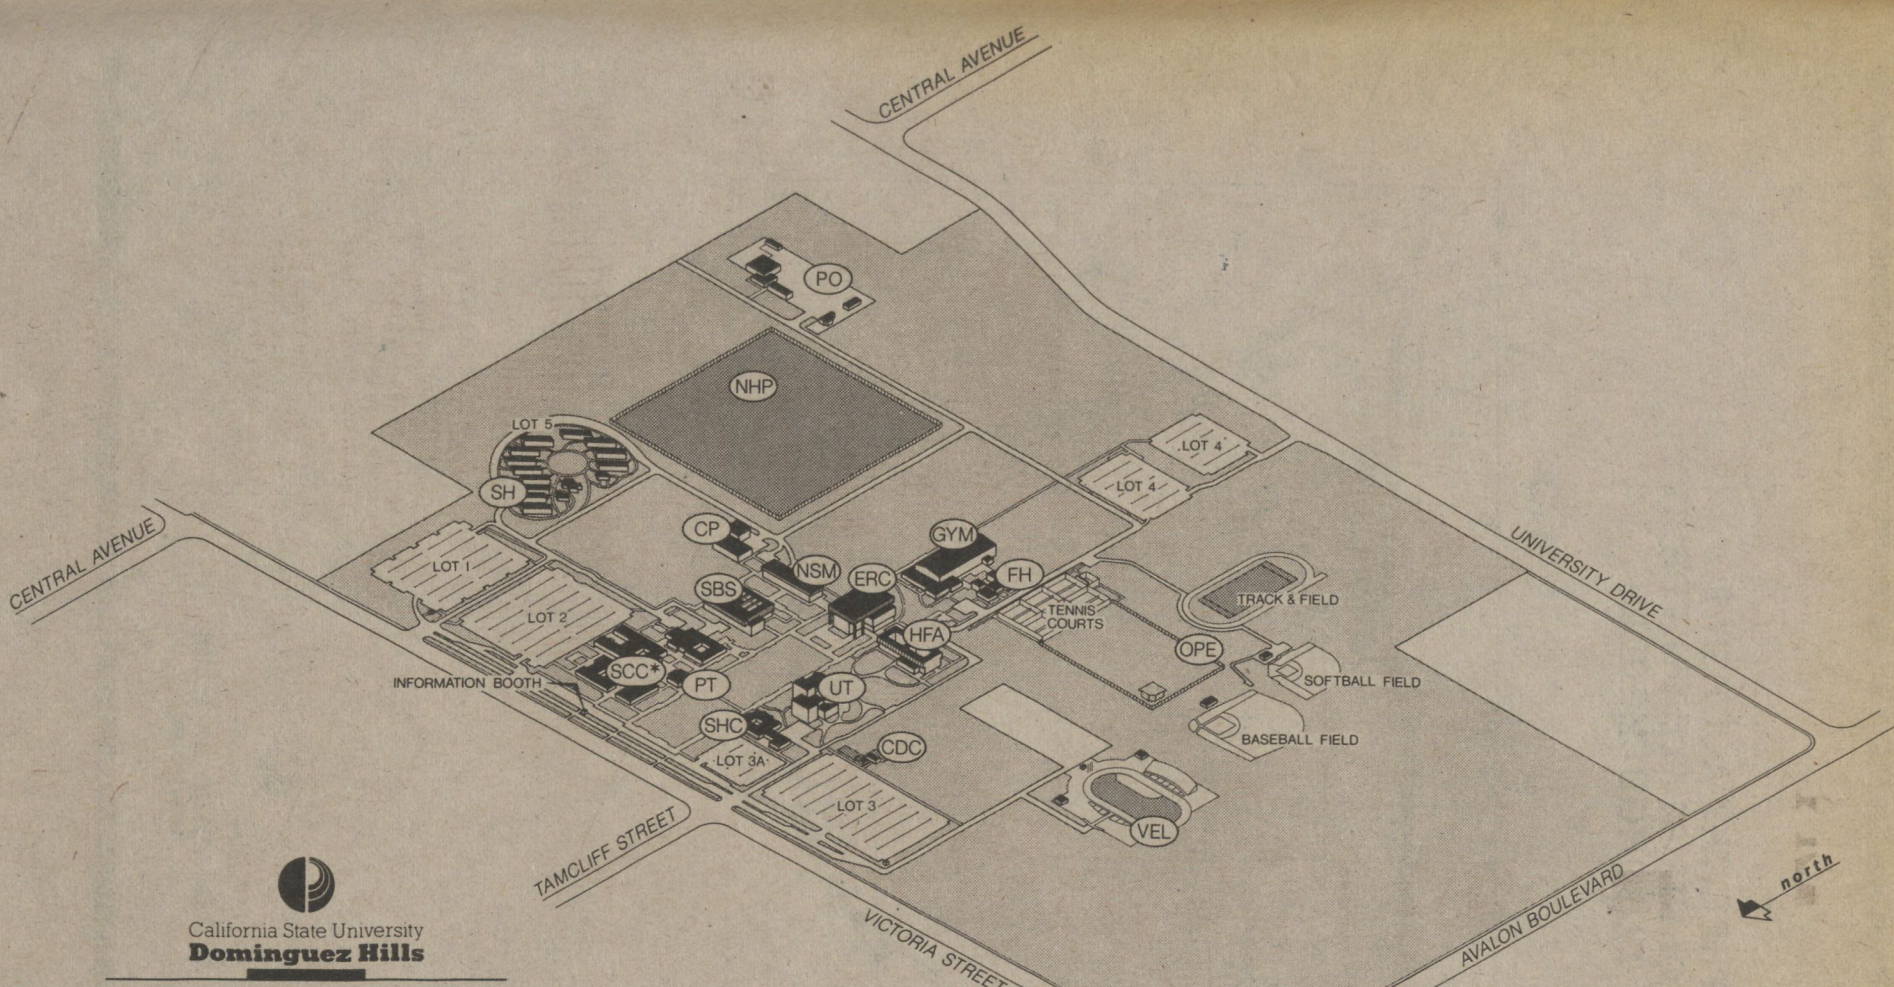 CENTRAL AVENUE
PO
NHP
LOT 5
SH
LOT 4
LOT 4
CENTRAL AVENUE
UNIVERSITY DRIVE
CP
GYM
LOT 1
NSM
ERC
FH
SBS
TRACK & FIELD
LOT 2
TENNIS
COURTS
HFA
OPE
SCC*
INFORMATION BOOTH
PT
UT
SOFTBALL FIELD
SHC
CDC
BASEBALL FIELD
LOT 3A
LOT 3
VEL
TAMCLIFF STREET
VICTORIA STREET
AVALON BOULEVARD
north
California State University
Dominguez Hills